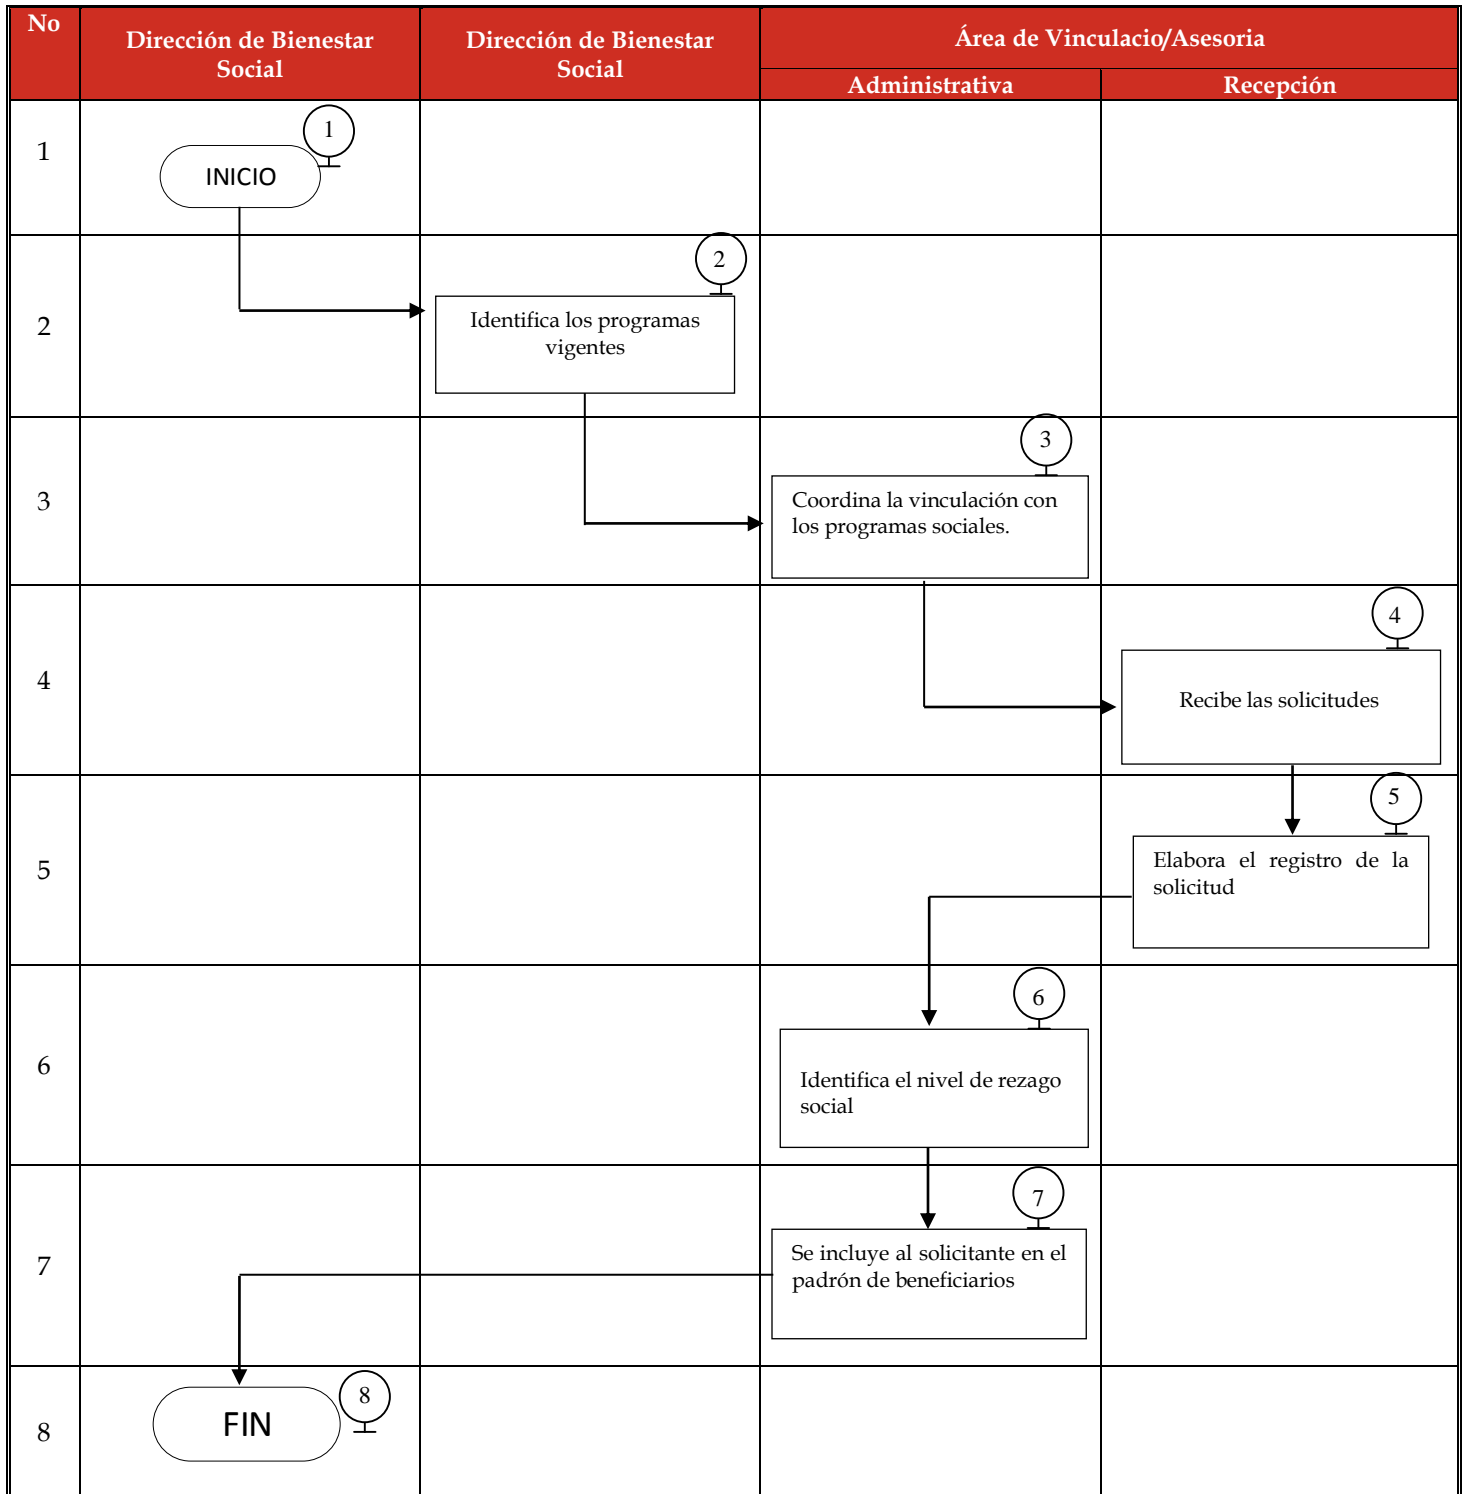 No
Dirección de Bienestar
Social
Dirección de Bienestar
Social
Área de Vinculacio/Asesoria
Administrativa
Recepción
1
1
INICIO
2
2
Identifica los programas
vigentes
3
3
Coordina la vinculación con
los programas sociales.
4
4
Recibe las solicitudes
5
5
Elabora el registro de la
solicitud
6
6
Identifica el nivel de rezago
social
7
7
Se incluye al solicitante en el
padrón de beneficiarios
8
8
FIN